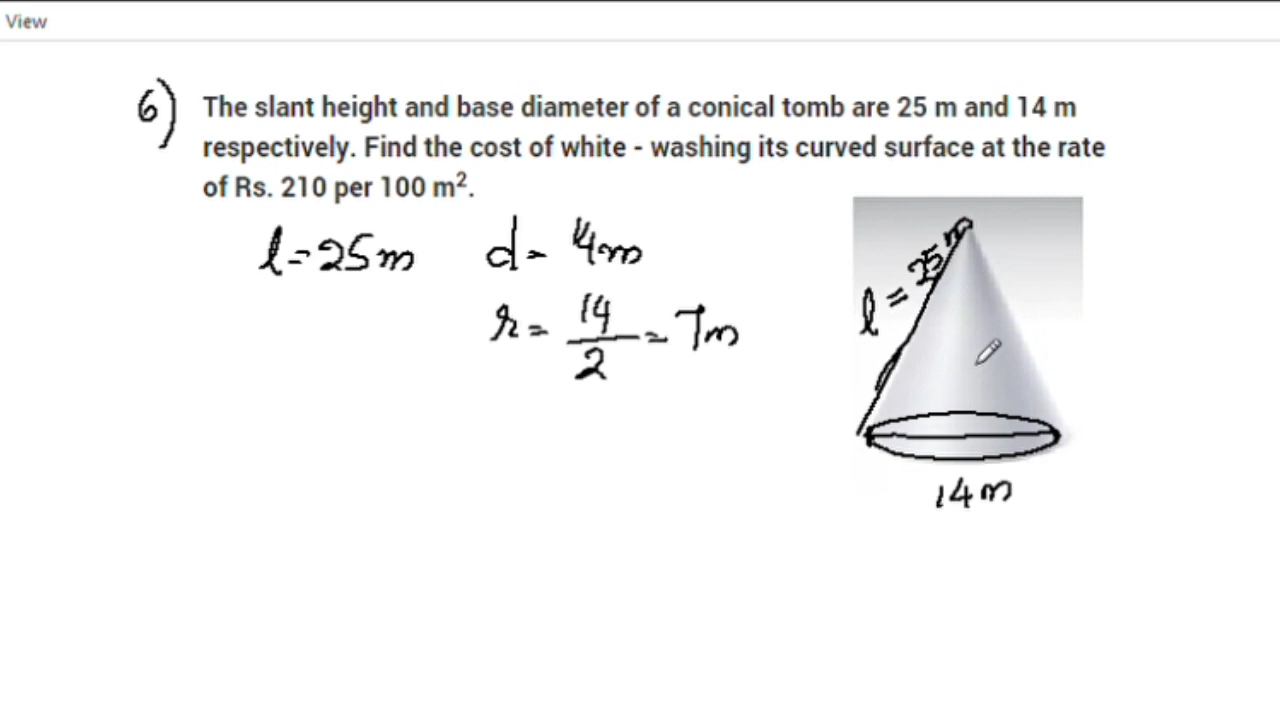 View
6) The slant height and base diameter of a conical tomb are 25 m and 14 m
respectively. Find the cost of white - washing its curved surface at the rate
of Rs. 210 per 100 m².
l = 25m d = 14m
r = 14/2 = 7m
l = 25 m
14 m